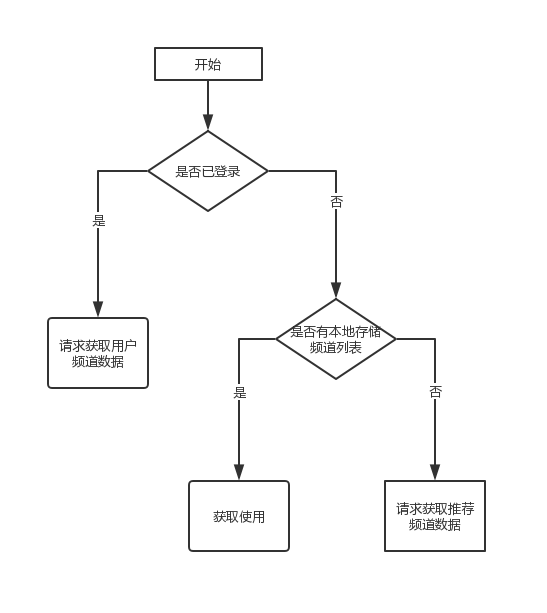 开始
是否已登录
是
否
请求获取用户
频道数据
是否有本地存储
频道列表
是
否
获取使用
请求获取推荐
频道数据